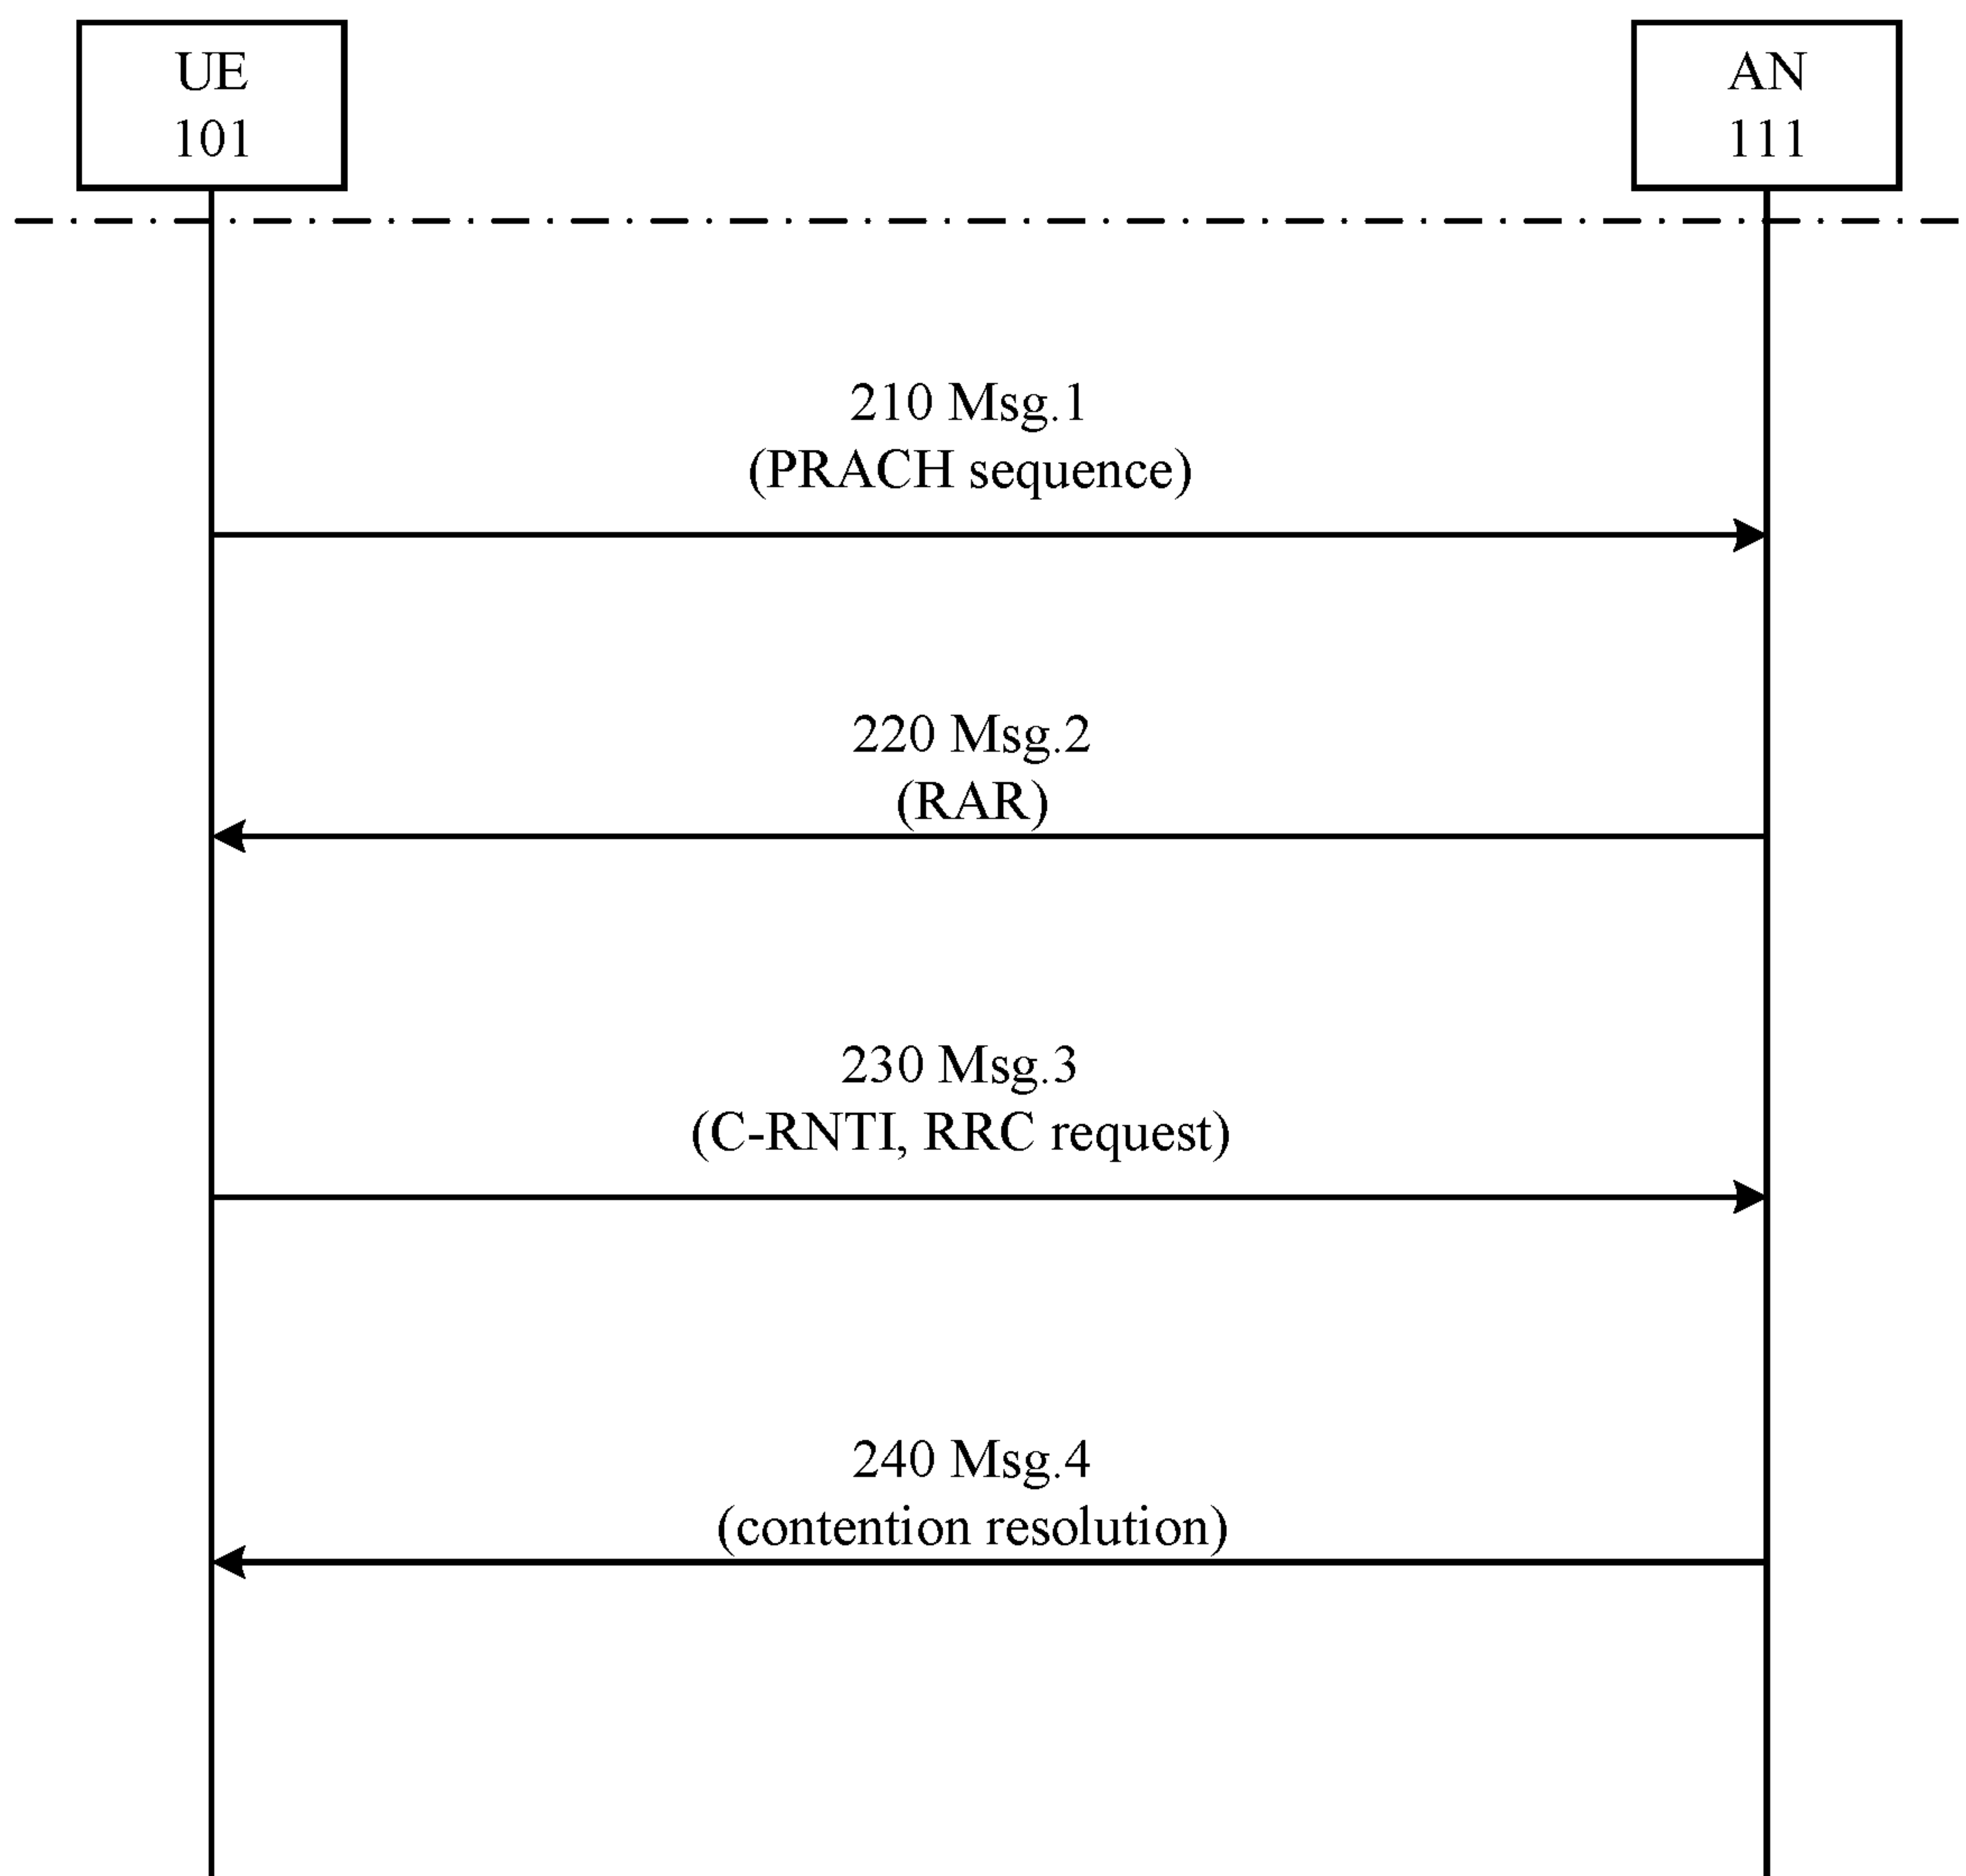 UE
101
AN
111
210 Msg.1
(PRACH sequence)
220 Msg.2
(RAR)
230 Msg.3
(C-RNTI, RRC request)
240 Msg.4
(contention resolution)